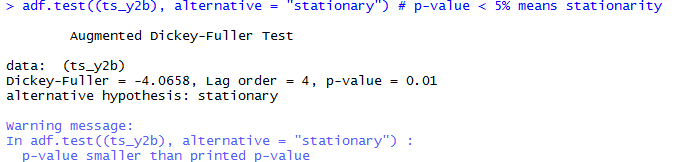 > adf.test((ts_y2b), alternative = "stationary") # p-value < 5% means stationarity
Augmented Dickey-Fuller Test
data:  (ts_y2b)
Dickey-Fuller = -4.0658, Lag order = 4, p-value = 0.01
alternative hypothesis: stationary
Warning message:
In adf.test((ts_y2b), alternative = "stationary") :
p-value smaller than printed p-value